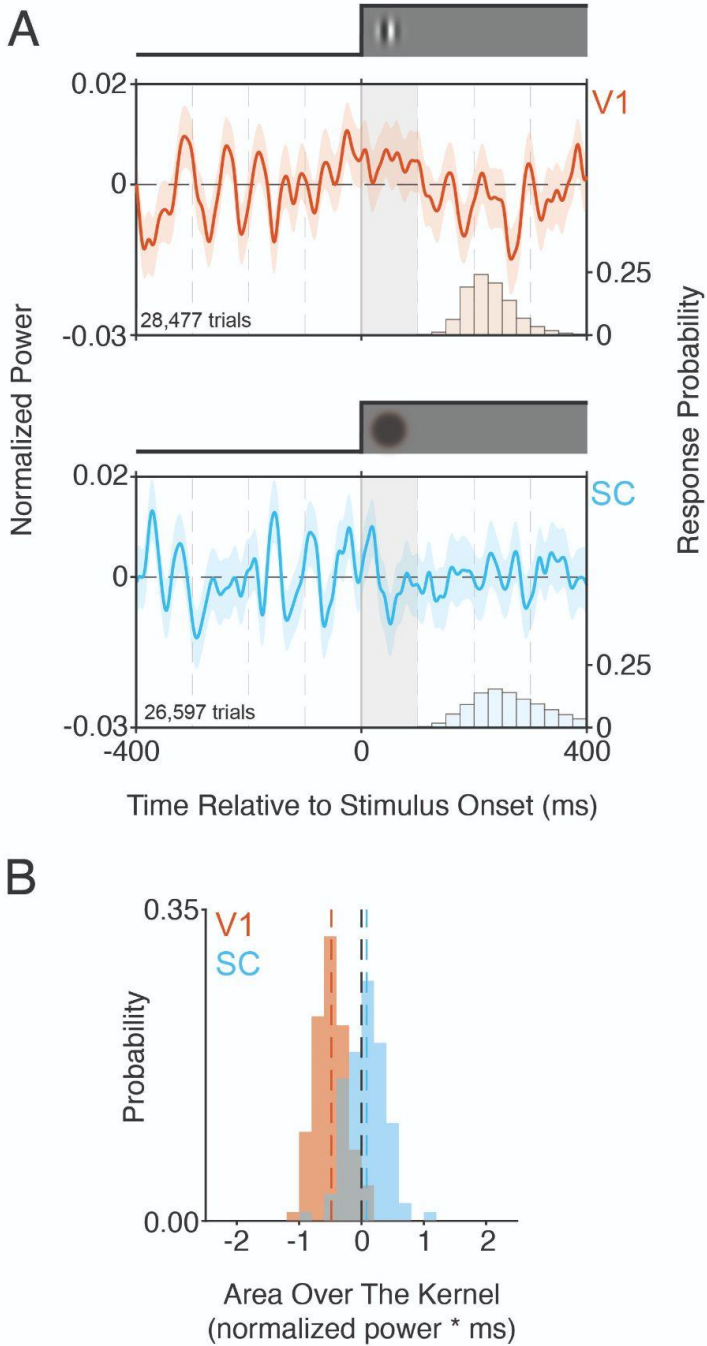 A
0.02
V1
0
0.25
28,477 trials
-0.03
0
Normalized Power
Response Probability
0.02
SC
0
0.25
26,597 trials
-0.03
0
-400
0
400
Time Relative to Stimulus Onset (ms)
B
0.35
V1
SC
Probability
0.00
-2
-1
0
1
2
Area Over The Kernel
(normalized power * ms)